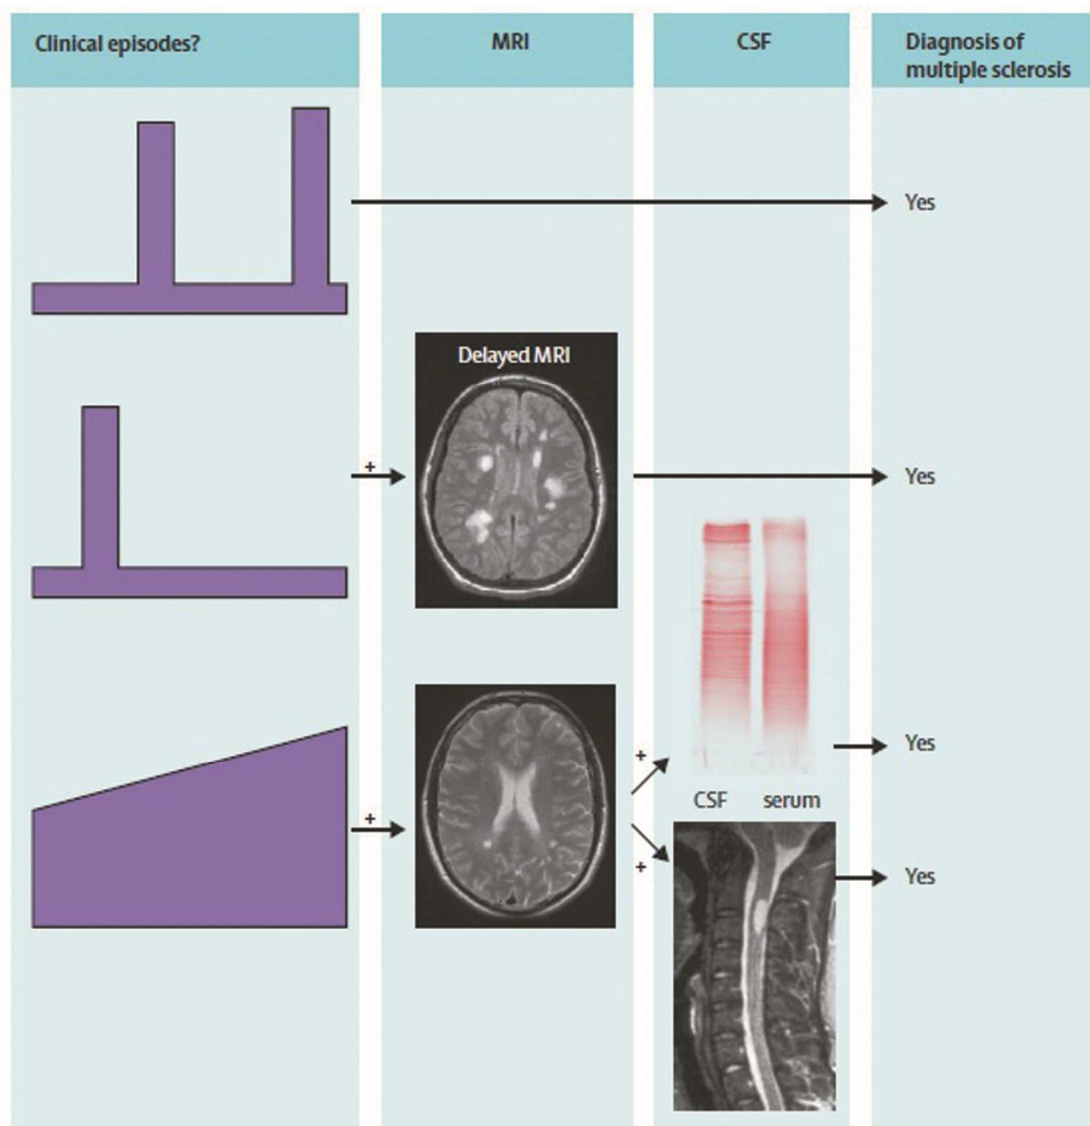 Clinical episodes?
MRI
CSF
Diagnosis of
multiple sclerosis
Yes
Delayed MRI
+
Yes
+
+
+
CSF
serum
Yes
Yes